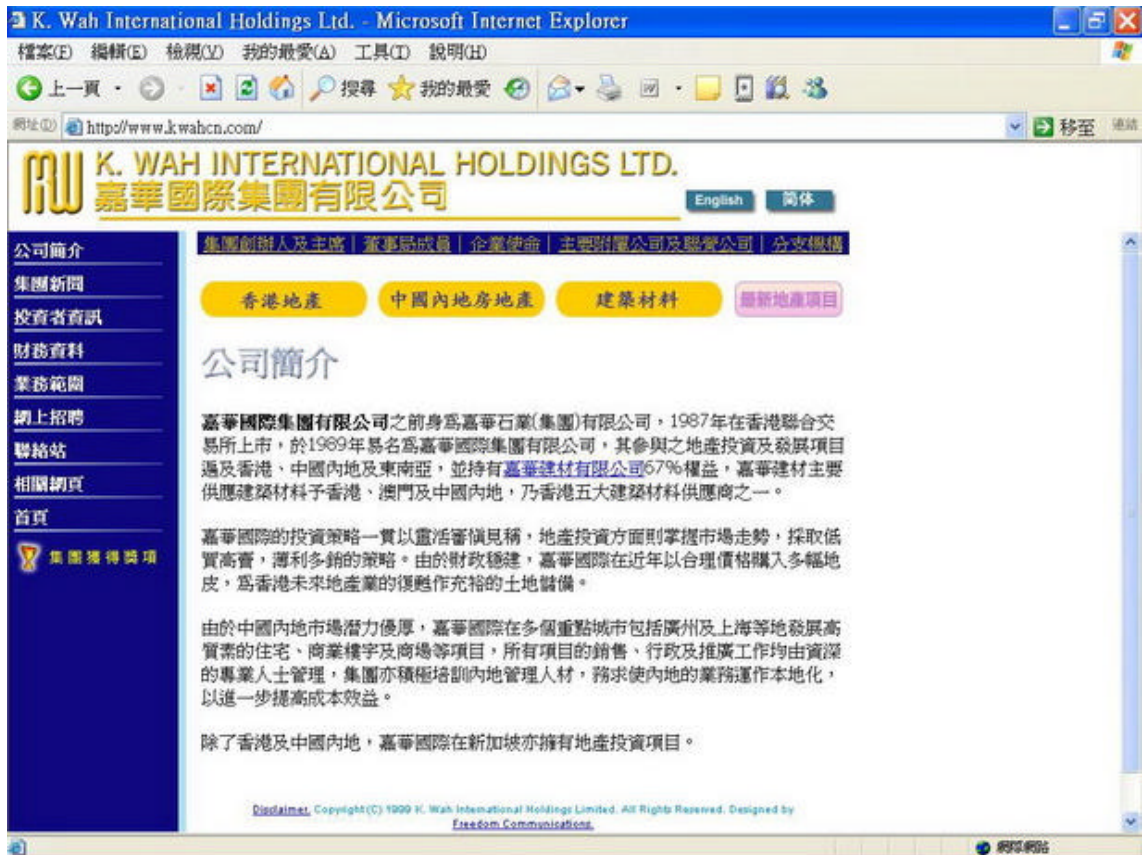 K. Wah International Holdings Ltd. - Microsoft Internet Explorer
檔案(F) 編輯(E) 檢視(V) 我的最愛(A) 工具(T) 說明(H)
上一頁 搜尋 我的最愛
網址(D) http://www.kwahcn.com/ 移至 連結
K. WAH INTERNATIONAL HOLDINGS LTD.
嘉華國際集團有限公司
English 简体
集團創辦人及主席 | 董事局成員 | 企業使命 | 主要附屬公司及聯營公司 | 分支機構
公司簡介
集團新聞
投資者資訊
財務資料
業務範圍
網上招聘
聯絡站
相關網頁
首頁
集團獲得獎項
香港地產 中國內地房地產 建築材料 最新地產項目
公司簡介
嘉華國際集團有限公司之前身爲嘉華石業(集團)有限公司，1987年在香港聯合交
易所上市，於1989年易名爲嘉華國際集團有限公司，其參與之地產投資及發展項目
遍及香港、中國內地及東南亞，並持有嘉華建材有限公司67%權益，嘉華建材主要
供應建築材料予香港、澳門及中國內地，乃香港五大建築材料供應商之一。
嘉華國際的投資策略一貫以靈活審慎見稱，地產投資方面則掌握市場走勢，採取低
買高賣，薄利多銷的策略。由於財政穩建，嘉華國際在近年以合理價格購入多幅地
皮，爲香港未來地產業的復甦作充裕的土地儲備。
由於中國內地市場潛力優厚，嘉華國際在多個重點城市包括廣州及上海等地發展高
質素的住宅、商業樓宇及商場等項目，所有項目的銷售、行政及推廣工作均由資深
的專業人士管理，集團亦積極培訓內地管理人材，務求使內地的業務運作本地化，
以進一步提高成本效益。
除了香港及中國內地，嘉華國際在新加坡亦擁有地產投資項目。
Disclaimer. Copyright (C) 1999 K. Wah International Holdings Limited. All Rights Reserved. Designed by
Freedom Communications.
網際網路